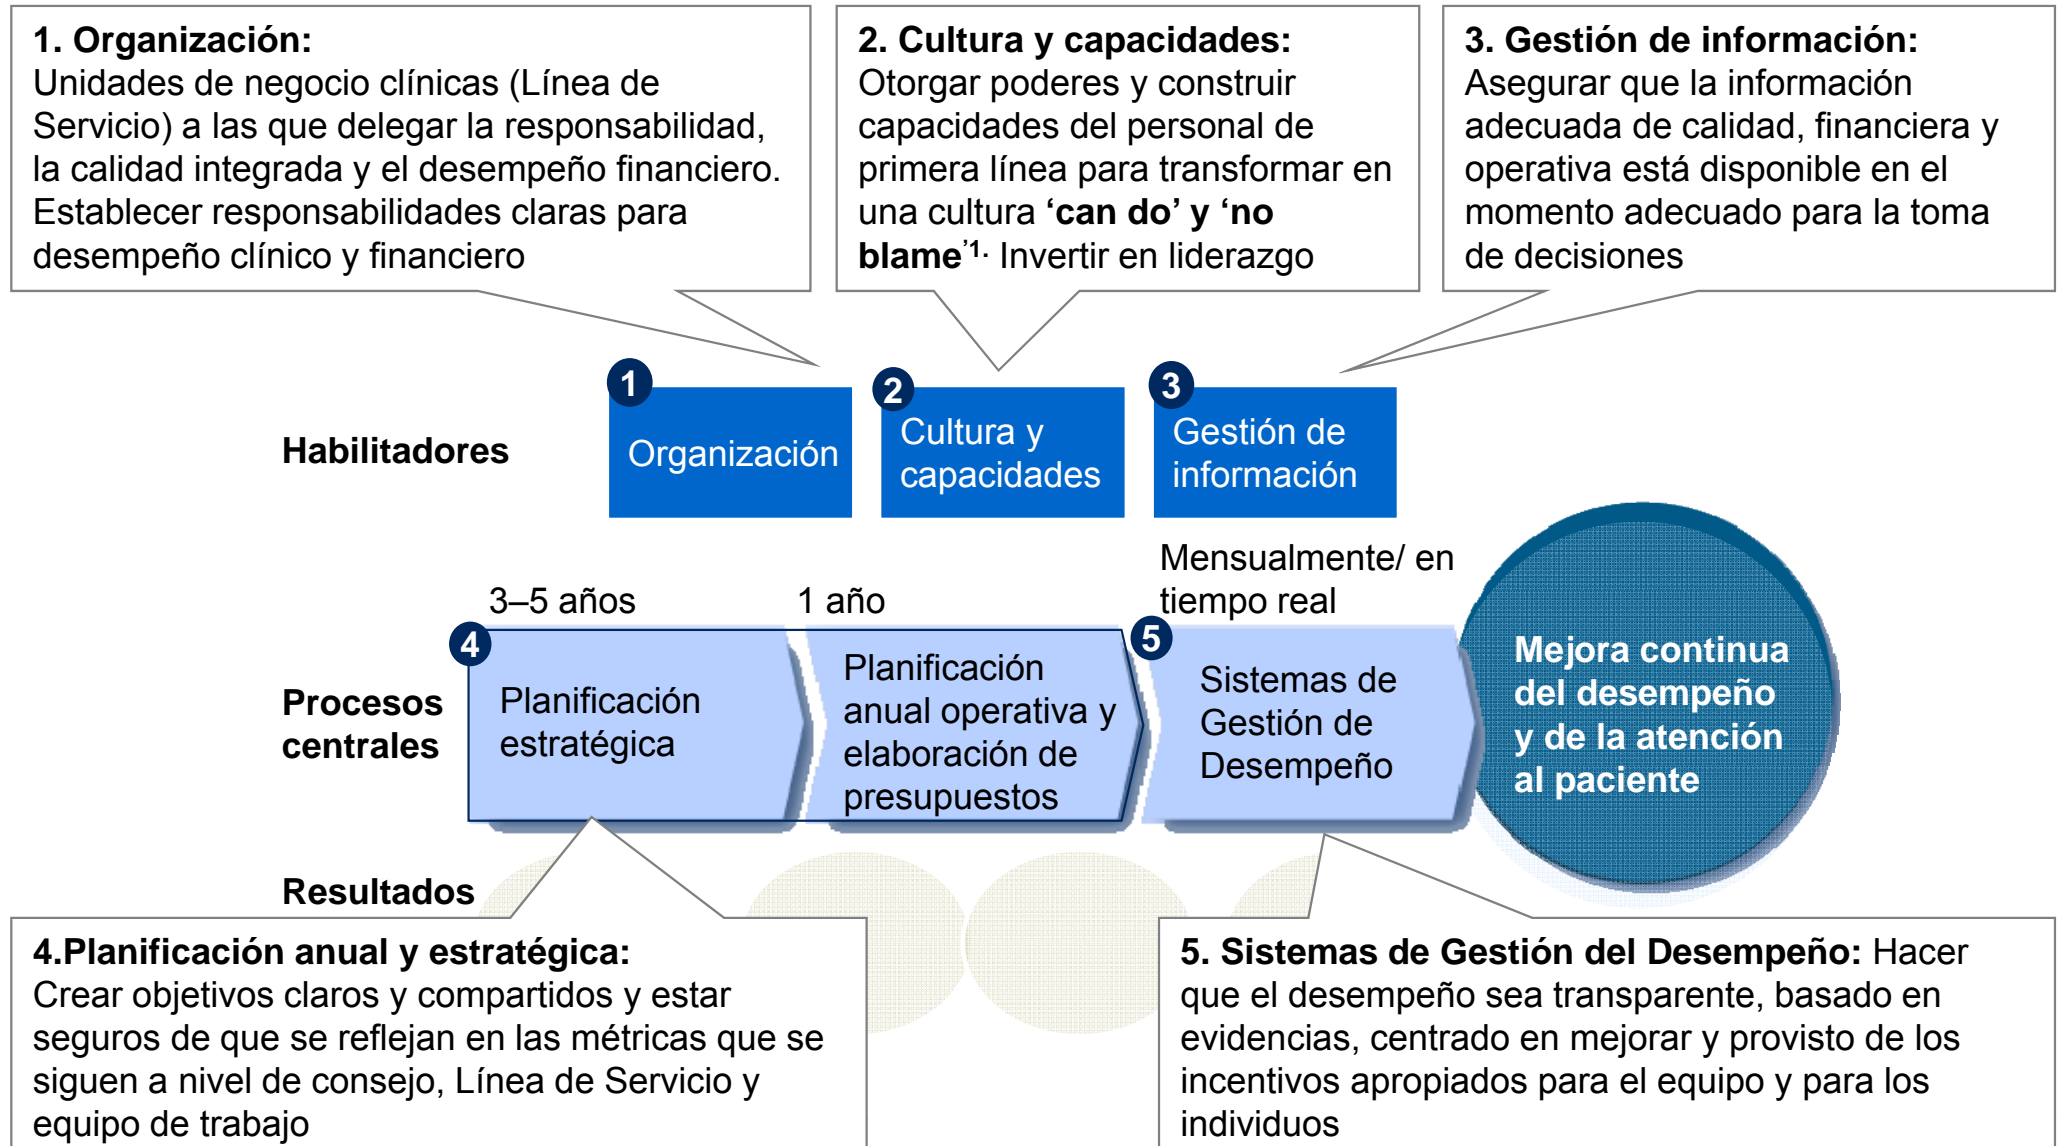 1. Organización:
Unidades de negocio clínicas (Línea de
Servicio) a las que delegar la responsabilidad,
la calidad integrada y el desempeño financiero.
Establecer responsabilidades claras para
desempeño clínico y financiero
2. Cultura y capacidades:
Otorgar poderes y construir
capacidades del personal de
primera línea para transformar en
una cultura ‘can do’ y ‘no
blame’1. Invertir en liderazgo
3. Gestión de información:
Asegurar que la información
adecuada de calidad, financiera y
operativa está disponible en el
momento adecuado para la toma
de decisiones
Habilitadores
1
Organización
2
Cultura y
capacidades
3
Gestión de
información
3–5 años
1 año
Mensualmente/ en
tiempo real
Procesos
centrales
4
Planificación
estratégica
Planificación
anual operativa y
elaboración de
presupuestos
5
Sistemas de
Gestión de
Desempeño
Mejora continua
del desempeño
y de la atención
al paciente
Resultados
4.Planificación anual y estratégica:
Crear objetivos claros y compartidos y estar
seguros de que se reflejan en las métricas que se
siguen a nivel de consejo, Línea de Servicio y
equipo de trabajo
5. Sistemas de Gestión del Desempeño: Hacer
que el desempeño sea transparente, basado en
evidencias, centrado en mejorar y provisto de los
incentivos apropiados para el equipo y para los
individuos